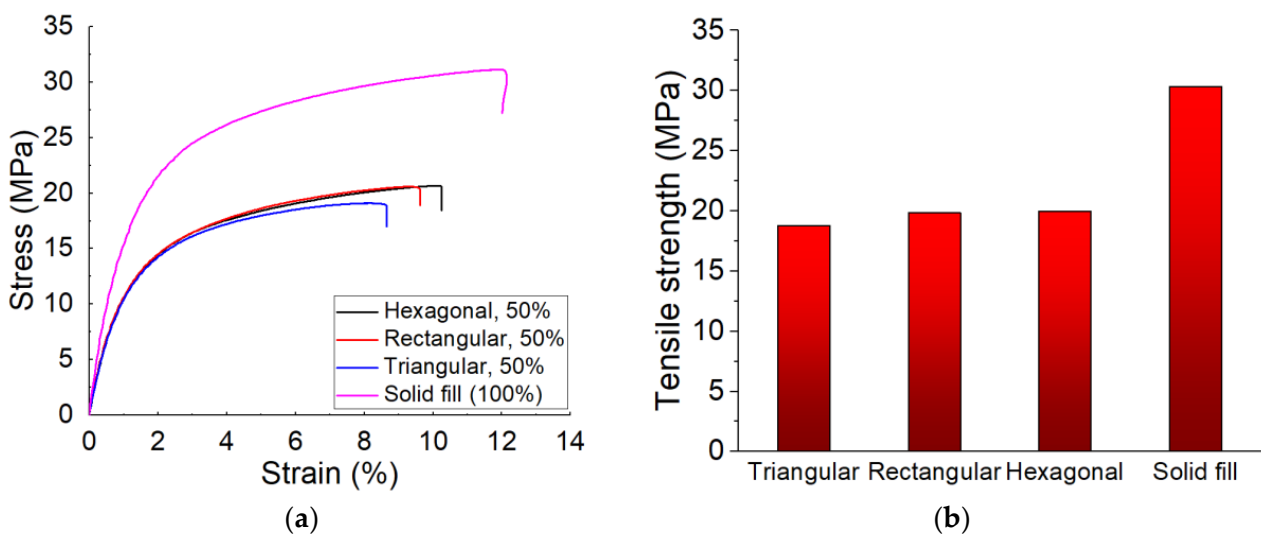 35
30
25
20
15
10
5
0
Stress (MPa)
Hexagonal, 50%
Rectangular, 50%
Triangular, 50%
Solid fill (100%)
0 2 4 6 8 10 12 14
Strain (%)
(a)
35
30
25
20
15
10
5
0
Tensile strength (MPa)
Triangular Rectangular Hexagonal Solid fill
(b)